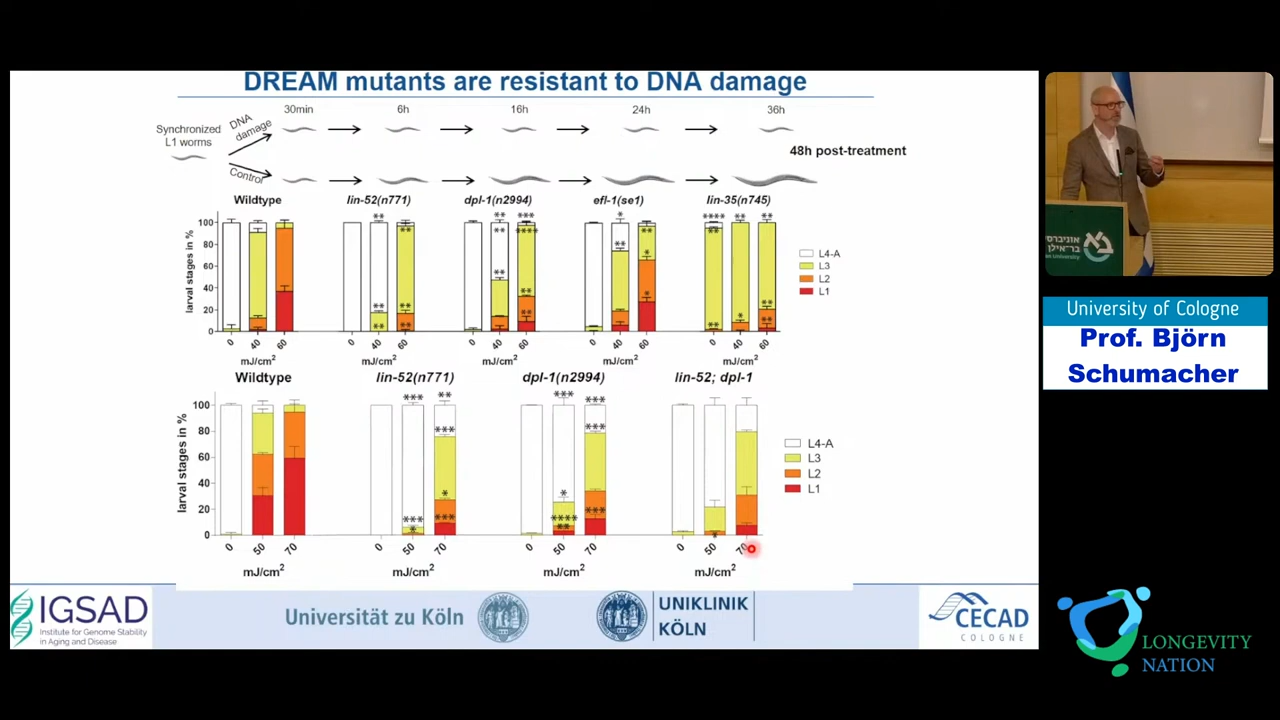 DREAM mutants are resistant to DNA damage
30min 6h 16h 24h 36h
Synchronized
L1 worms
DNA
damage
Control
48h post-treatment
Wildtype lin-52(n771) dpl-1(n2994) efl-1(se1) lin-35(n745)
larval stages in %
100
80
60
40
20
0
** ** ** **
** **
** **
** *** ** ****
**
** **
* ** ** **
* *
**** ** ** ** ** **
** * ** **
L4-A
L3
L2
L1
0 40 60 0 40 60 0 40 60 0 40 60 0 40 60
mJ/cm2 mJ/cm2 mJ/cm2 mJ/cm2 mJ/cm2
Wildtype lin-52(n771) dpl-1(n2994) lin-52; dpl-1
larval stages in %
100
80
60
40
20
0
*** ** *** ***
*** ***
* *
*** * *** **** ** ***
*
L4-A
L3
L2
L1
0 50 70 0 50 70 0 50 70 0 50 70
mJ/cm2 mJ/cm2 mJ/cm2 mJ/cm2
IGSAD
Institute for Genome Stability
in Aging and Disease
Universität zu Köln
UNIKLINIK
KÖLN
CECAD
COLOGNE
University of Cologne
Prof. Björn
Schumacher
LONGEVITY
NATION